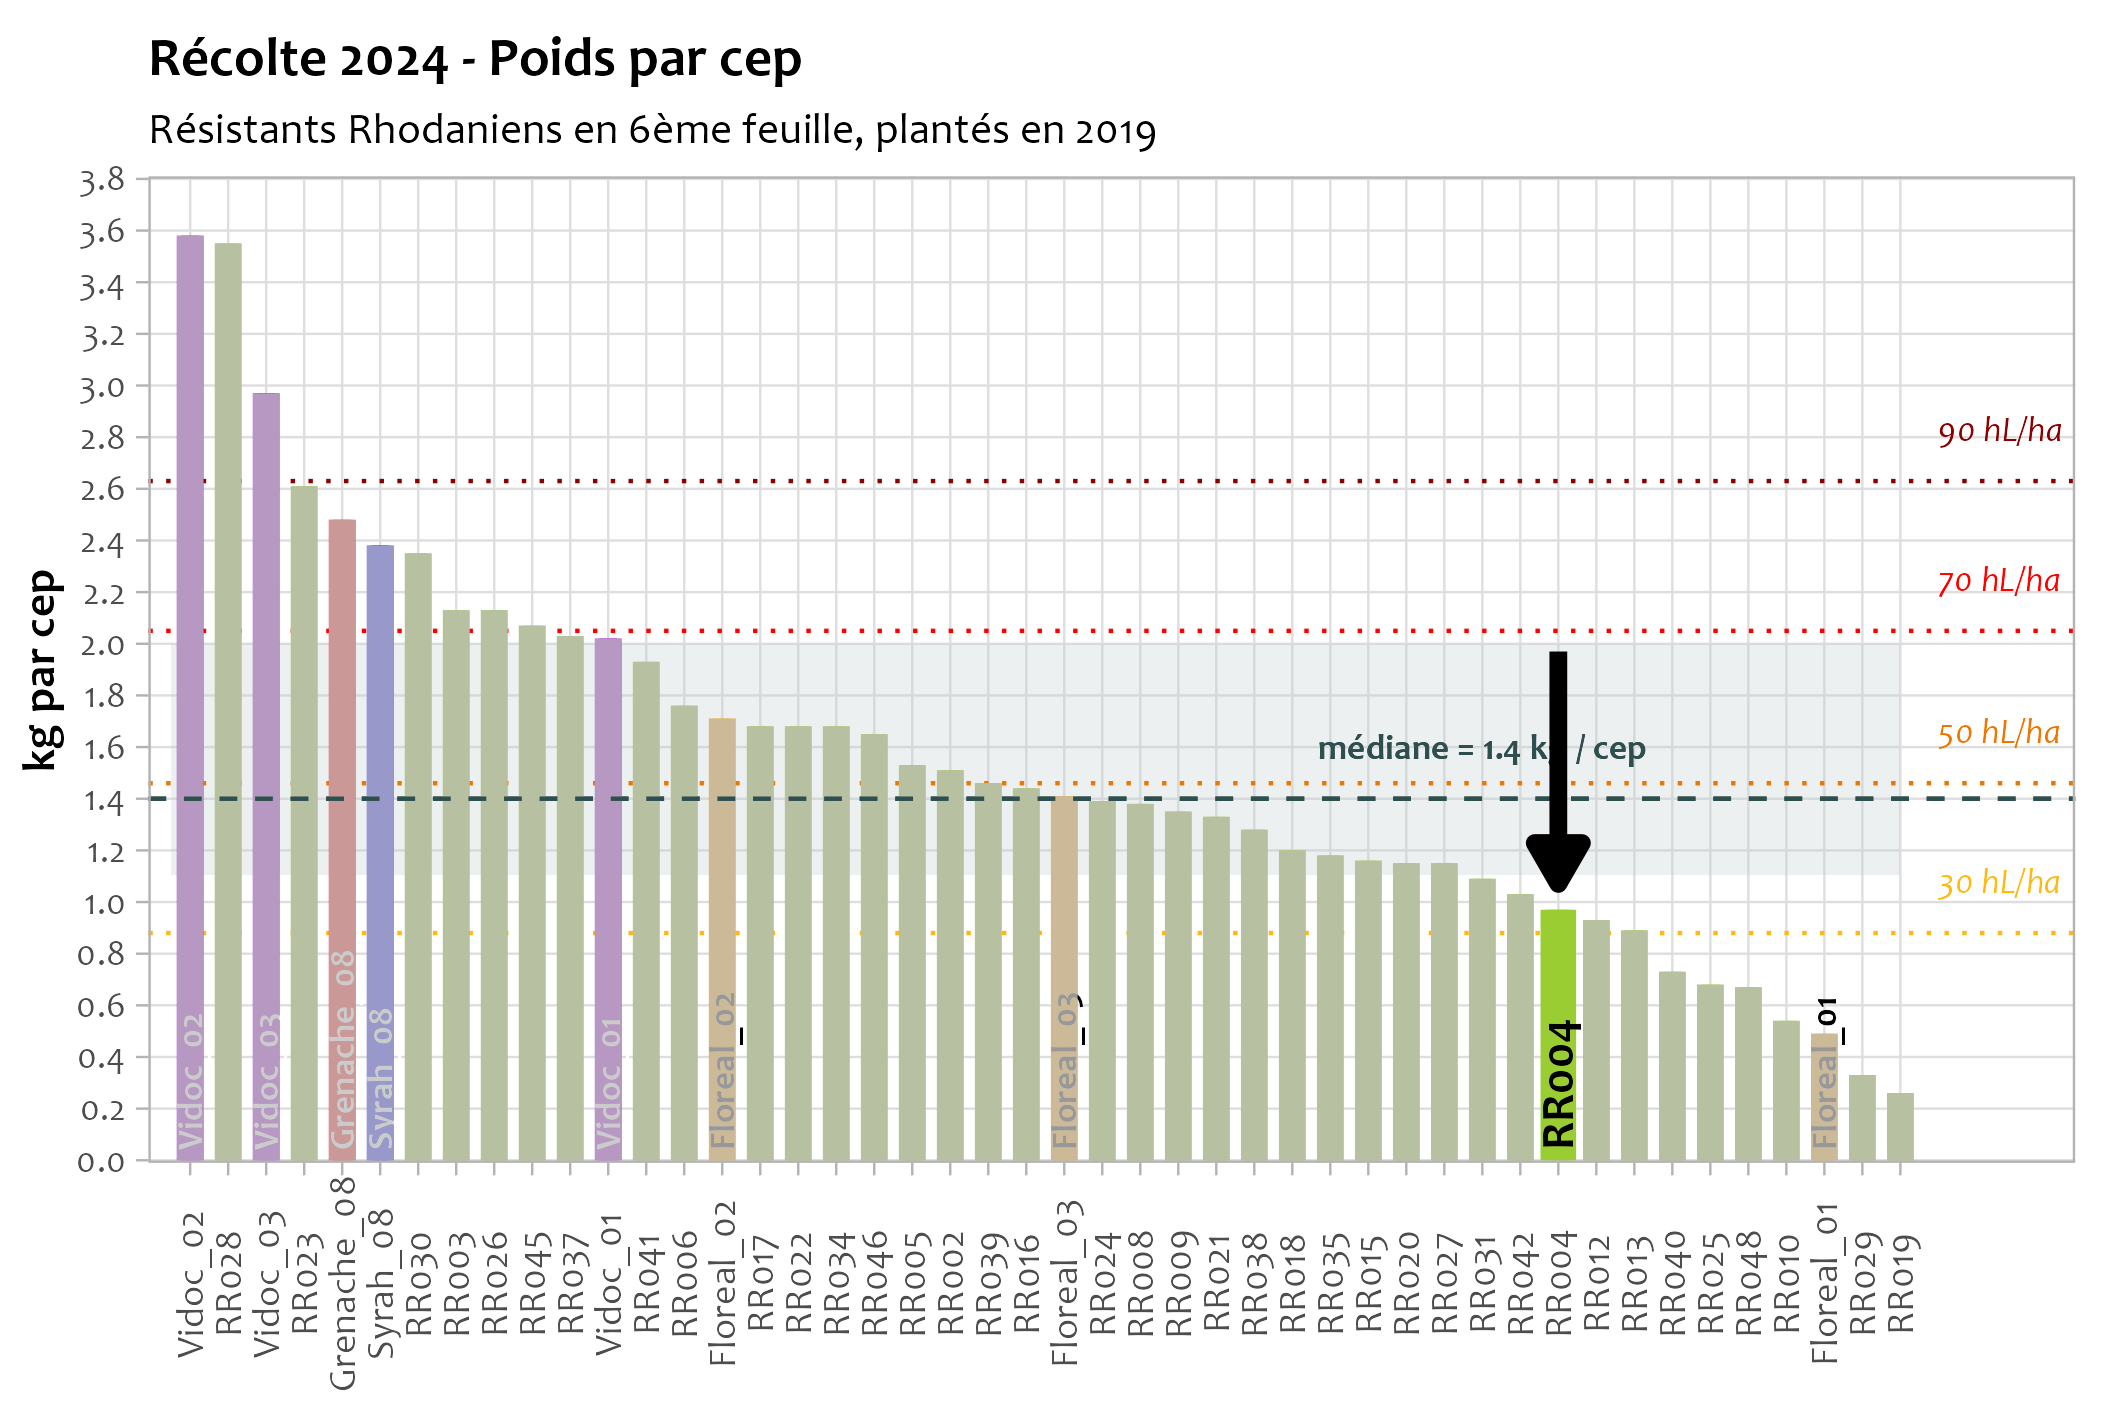 Récolte 2024 - Poids par cep
Résistants Rhodaniens en 6ème feuille, plantés en 2019
kg par cep
3.8
3.6
3.4
3.2
3.0
2.8
2.6
2.4
2.2
2.0
1.8
1.6
1.4
1.2
1.0
0.8
0.6
0.4
0.2
0.0
90 hL/ha
70 hL/ha
50 hL/ha
30 hL/ha
médiane = 1.4 kg / cep
Vidoc_02
Vidoc_03
Grenache_08
Syrah_08
Vidoc_01
Floreal_02
Floreal_03
RR004
Floreal_01
Vidoc_02
RR028
Vidoc_03
RR023
Grenache_08
Syrah_08
RR030
RR003
RR026
RR045
RR037
Vidoc_01
RR041
RR006
Floreal_02
RR017
RR022
RR034
RR046
RR005
RR002
RR039
RR016
Floreal_03
RR024
RR008
RR009
RR021
RR038
RR018
RR035
RR015
RR020
RR027
RR031
RR042
RR004
RR012
RR013
RR040
RR025
RR048
RR010
Floreal_01
RR029
RR019